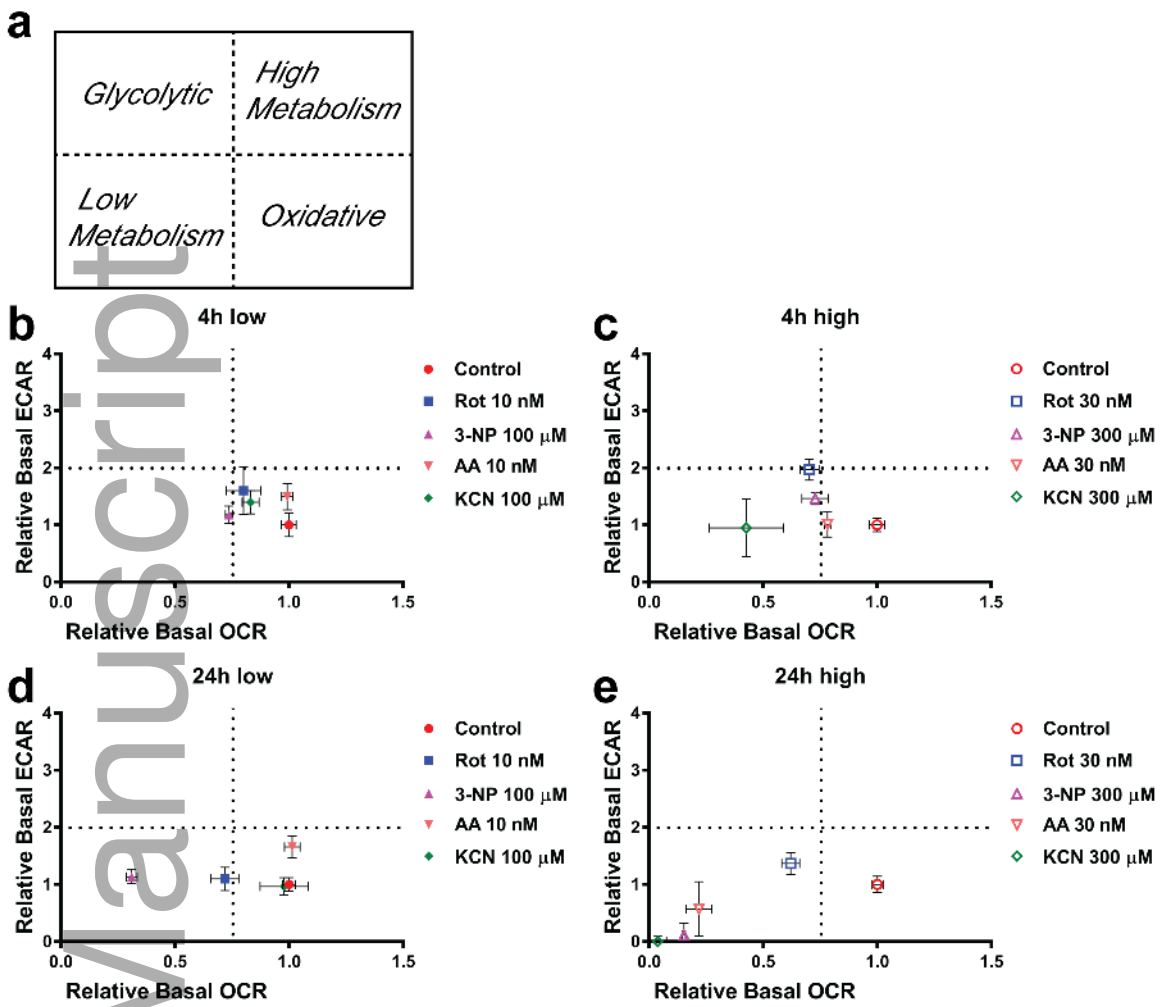 a
Glycolytic
High
Metabolism
Low
Metabolism
Oxidative
Manuscript
b
4h low
Relative Basal ECAR
4
3
2
1
0
0.0 0.5 1.0 1.5
Relative Basal OCR
Control
Rot 10 nM
3-NP 100 μM
AA 10 nM
KCN 100 μM
c
4h high
Relative Basal ECAR
4
3
2
1
0
0.0 0.5 1.0 1.5
Relative Basal OCR
Control
Rot 30 nM
3-NP 300 μM
AA 30 nM
KCN 300 μM
d
24h low
Relative Basal ECAR
4
3
2
1
0
0.0 0.5 1.0 1.5
Relative Basal OCR
Control
Rot 10 nM
3-NP 100 μM
AA 10 nM
KCN 100 μM
e
24h high
Relative Basal ECAR
4
3
2
1
0
0.0 0.5 1.0 1.5
Relative Basal OCR
Control
Rot 30 nM
3-NP 300 μM
AA 30 nM
KCN 300 μM